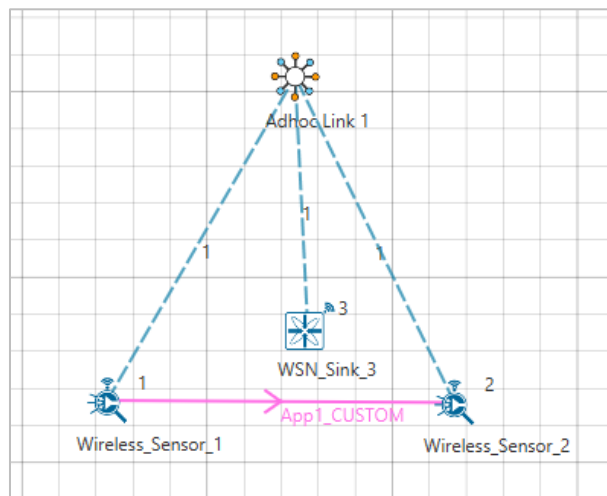 Adhoc Link 1
1
1
1
3
WSN_Sink_3
1
2
App1_CUSTOM
Wireless_Sensor_1
Wireless_Sensor_2